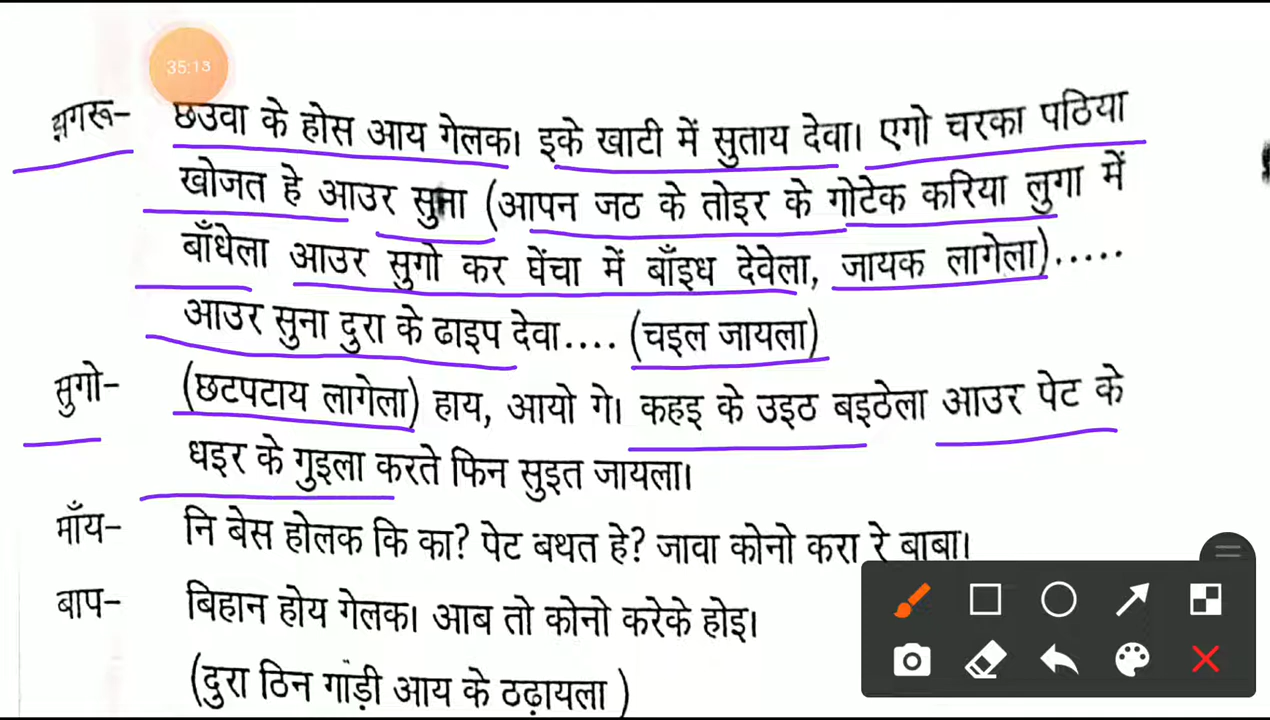 35:13
झगरू– छउवा के होस आय गेलक। इके खाटी में सुताय देवा। एगो चरका पठिया
खोजत हे आउर सुना (आपन जठ के तोइर के गोटेक करिया लुगा में
बाँधेला आउर सुगो कर घेंचा में बाँइध देवेला, जायक लागेला).....
आउर सुना दुरा के ढाइप देवा.... (चइल जायला)
सुगो– (छटपटाय लागेला) हाय, आयो गे। कहइ के उइठ बइठेला आउर पेट के
धइर के गुइला करते फिन सुइत जायला।
माँय– नि बेस होलक कि का? पेट बथत हे? जावा कोनो करा रे बाबा।
बाप– बिहान होय गेलक। आब तो कोनो करेके होइ।
(दुरा ठिन गांड़ी आय के ठढ़ायला )